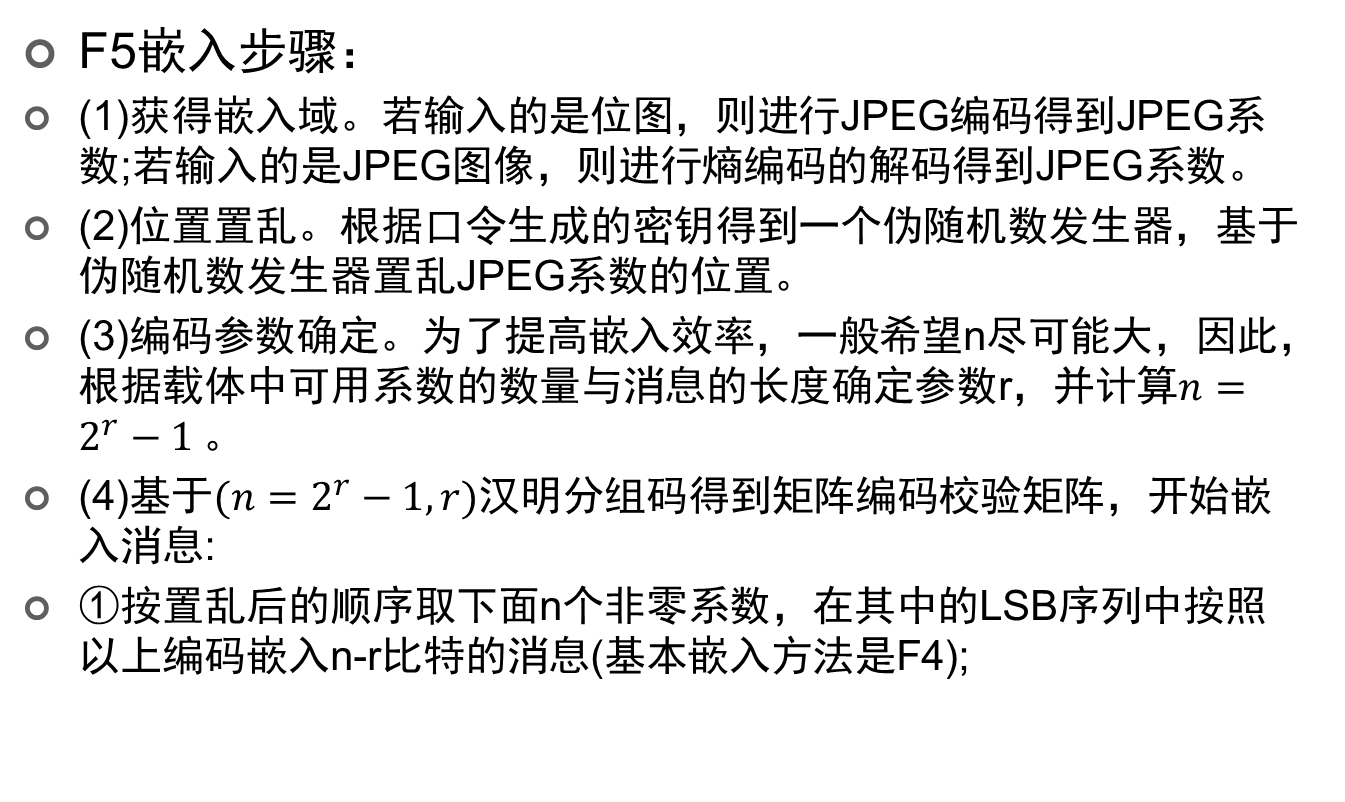 F5嵌入步骤：
(1)获得嵌入域。若输入的是位图，则进行JPEG编码得到JPEG系
数;若输入的是JPEG图像，则进行熵编码的解码得到JPEG系数。
(2)位置置乱。根据口令生成的密钥得到一个伪随机数发生器，基于
伪随机数发生器置乱JPEG系数的位置。
(3)编码参数确定。为了提高嵌入效率，一般希望n尽可能大，因此，
根据载体中可用系数的数量与消息的长度确定参数r，并计算n =
2^r − 1 。
(4)基于(n = 2^r − 1, r)汉明分组码得到矩阵编码校验矩阵，开始嵌
入消息:
①按置乱后的顺序取下面n个非零系数，在其中的LSB序列中按照
以上编码嵌入n-r比特的消息(基本嵌入方法是F4);